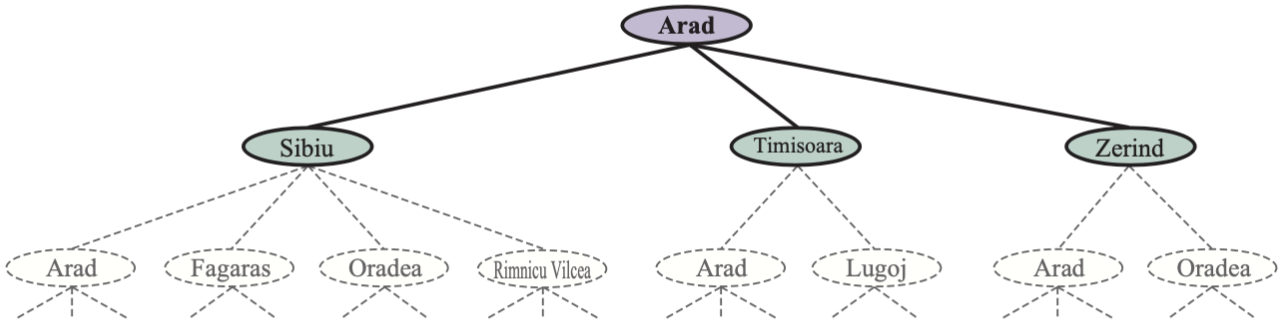 Arad
Sibiu
Timisoara
Zerind
Arad
Fagaras
Oradea
Rimnicu Vilcea
Arad
Lugoj
Arad
Oradea